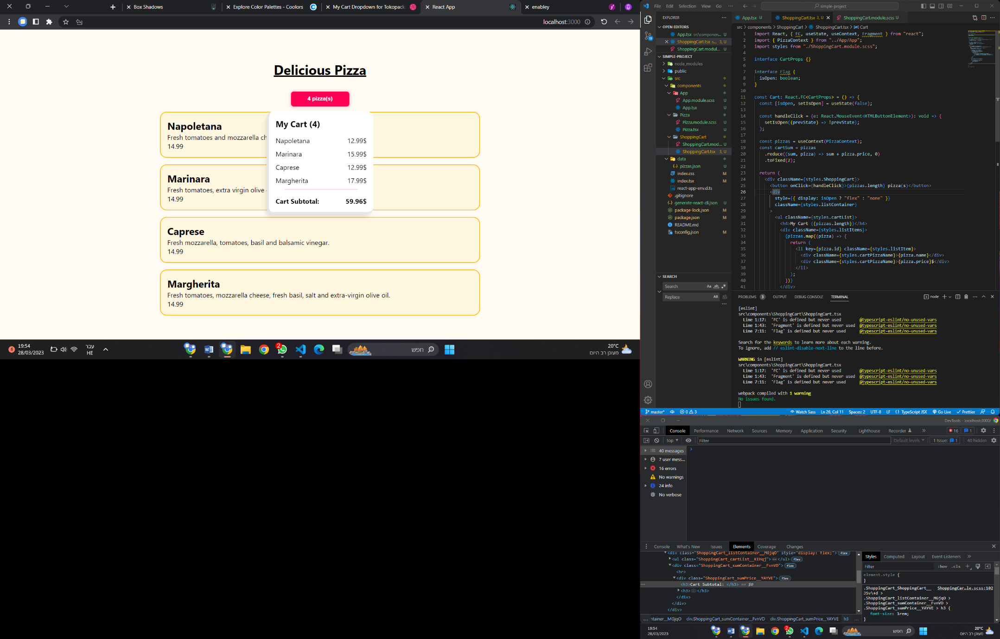 Box Shadows
Explore Color Palettes - Coolors
My Cart Dropdown for Tokopack
React App
enabley
localhost:3000
Delicious Pizza
4 pizza(s)
Napoletana
Fresh tomatoes and mozzarella ch
14.99
Marinara
Fresh tomatoes, extra virgin olive
14.99
Caprese
Fresh mozzarella, tomatoes, basil and balsamic vinegar.
14.99
Margherita
Fresh tomatoes, mozzarella cheese, fresh basil, salt and extra-virgin olive oil.
14.99
My Cart (4)
Napoletana 12.99$
Marinara 15.99$
Caprese 12.99$
Margherita 17.99$
Cart Subtotal: 59.96$
6
19:54
28/03/2023
עבר
HE
2
חפש
20°C
מעונן רב היום
File Edit Selection View Go ···
simple-project
EXPLORER
OPEN EDITORS
App.tsx src\componen... U
ShoppingCart.tsx s... 3, U
ShoppingCart.modul... U
SIMPLE-PROJECT
node_modules
public
src
components
App
App.module.scss U
App.tsx U
Pizza
Pizza.module.scss U
Pizza.tsx U
ShoppingCart
ShoppingCart.mod... U
ShoppingCart.tsx 3, U
data
pizzas.json U
index.css M
index.tsx M
react-app-env.d.ts
.gitignore
generate-react-cli.json U
package-lock.json M
package.json M
README.md
tsconfig.json M
SEARCH
Search
Replace
19
App.tsx U
ShoppingCart.tsx 3, U
ShoppingCart.module.scss U
src > components > ShoppingCart > ShoppingCart.tsx > Cart
1 import React, { FC, useState, useContext, Fragment } from "react";
2 import { PizzaContext } from "../App/App";
3 import styles from "./ShoppingCart.module.scss";
4
5 interface CartProps {}
6
7 interface Flag {
8 isOpen: boolean;
9 }
10
11 const Cart: React.FC<CartProps> = () => {
12 const [isOpen, setIsOpen] = useState(false);
13
14 const handleClick = (e: React.MouseEvent<HTMLButtonElement>): void => {
15 setIsOpen((prevState) => !prevState);
16 };
17
18 const pizzas = useContext(PizzaContext);
19 const cartSum = pizzas
20 .reduce((sum, pizza) => sum + pizza.price, 0)
21 .toFixed(2);
22
23 return (
24 <div className={styles.ShoppingCart}>
25 <button onClick={handleClick}>{pizzas.length} pizza(s)</button>
26 <div
27 style={{ display: isOpen ? "flex" : "none" }}
28 className={styles.listContainer}
29 >
30 <ul className={styles.cartList}>
31 <h4>My Cart ({pizzas.length})</h4>
32 <div className={styles.listItems}>
33 {pizzas.map((pizza) => {
34 return (
35 <li key={pizza.id} className={styles.listItem}>
36 <div className={styles.cartPizzaName}>{pizza.name}</div>
37 <div className={styles.cartPizzaName}>{pizza.price}$</div>
38 </li>
39 );
40 })}
41 </div>
PROBLEMS 3 OUTPUT DEBUG CONSOLE TERMINAL
node
[eslint]
src\components\ShoppingCart\ShoppingCart.tsx
Line 1:17: 'FC' is defined but never used @typescript-eslint/no-unused-vars
Line 1:43: 'Fragment' is defined but never used @typescript-eslint/no-unused-vars
Line 7:11: 'Flag' is defined but never used @typescript-eslint/no-unused-vars
Search for the keywords to learn more about each warning.
To ignore, add // eslint-disable-next-line to the line before.
WARNING in [eslint]
src\components\ShoppingCart\ShoppingCart.tsx
Line 1:17: 'FC' is defined but never used @typescript-eslint/no-unused-vars
Line 1:43: 'Fragment' is defined but never used @typescript-eslint/no-unused-vars
Line 7:11: 'Flag' is defined but never used @typescript-eslint/no-unused-vars
webpack compiled with 1 warning
No issues found.
master* 0 3 Watch Sass Ln 26, Col 11 Spaces: 2 UTF-8 LF {} TypeScript JSX Go Live Prettier
DevTools - localhost:3000/
Console Performance Network Sources Memory Application Security Lighthouse Recorder 16 1
top Filter Default levels 1 Issue: 1 40 hidden
40 messages
7 user mess...
16 errors
No warnings
24 info
No verbose
Console What's New Issues Elements Coverage Changes
<div class="ShoppingCart_listContainer__MGjqO" style="display: flex;"> flex
<ul class="ShoppingCart_cartList__KEHqj"> ··· </ul> flex
<div class="ShoppingCart_sumContainer__FvnVD"> flex
<hr>
<div class="ShoppingCart_sumPrice__YAYVE"> flex
<h3>Cart Subtotal: </h3> == $0
<h3> ··· </h3>
</div>
</div>
</div>
... ntainer__MGjqO div.ShoppingCart_sumContainer__FvnVD div.ShoppingCart_sumPrice__YAYVE h3 ...
Styles Computed Layout Event Listeners
Filter :hov .cls
element.style {
}
.ShoppingCart_ShoppingCart__ ShoppingCar…le.scss:102
JSv\+d >
.ShoppingCart_listContainer__MGjqO >
.ShoppingCart_sumContainer__FvnVD >
.ShoppingCart_sumPrice__YAYVE > h3 {
font-size: 1rem;
}
19:54
28/03/2023
2
חפש
20°C
מעונן רב היום